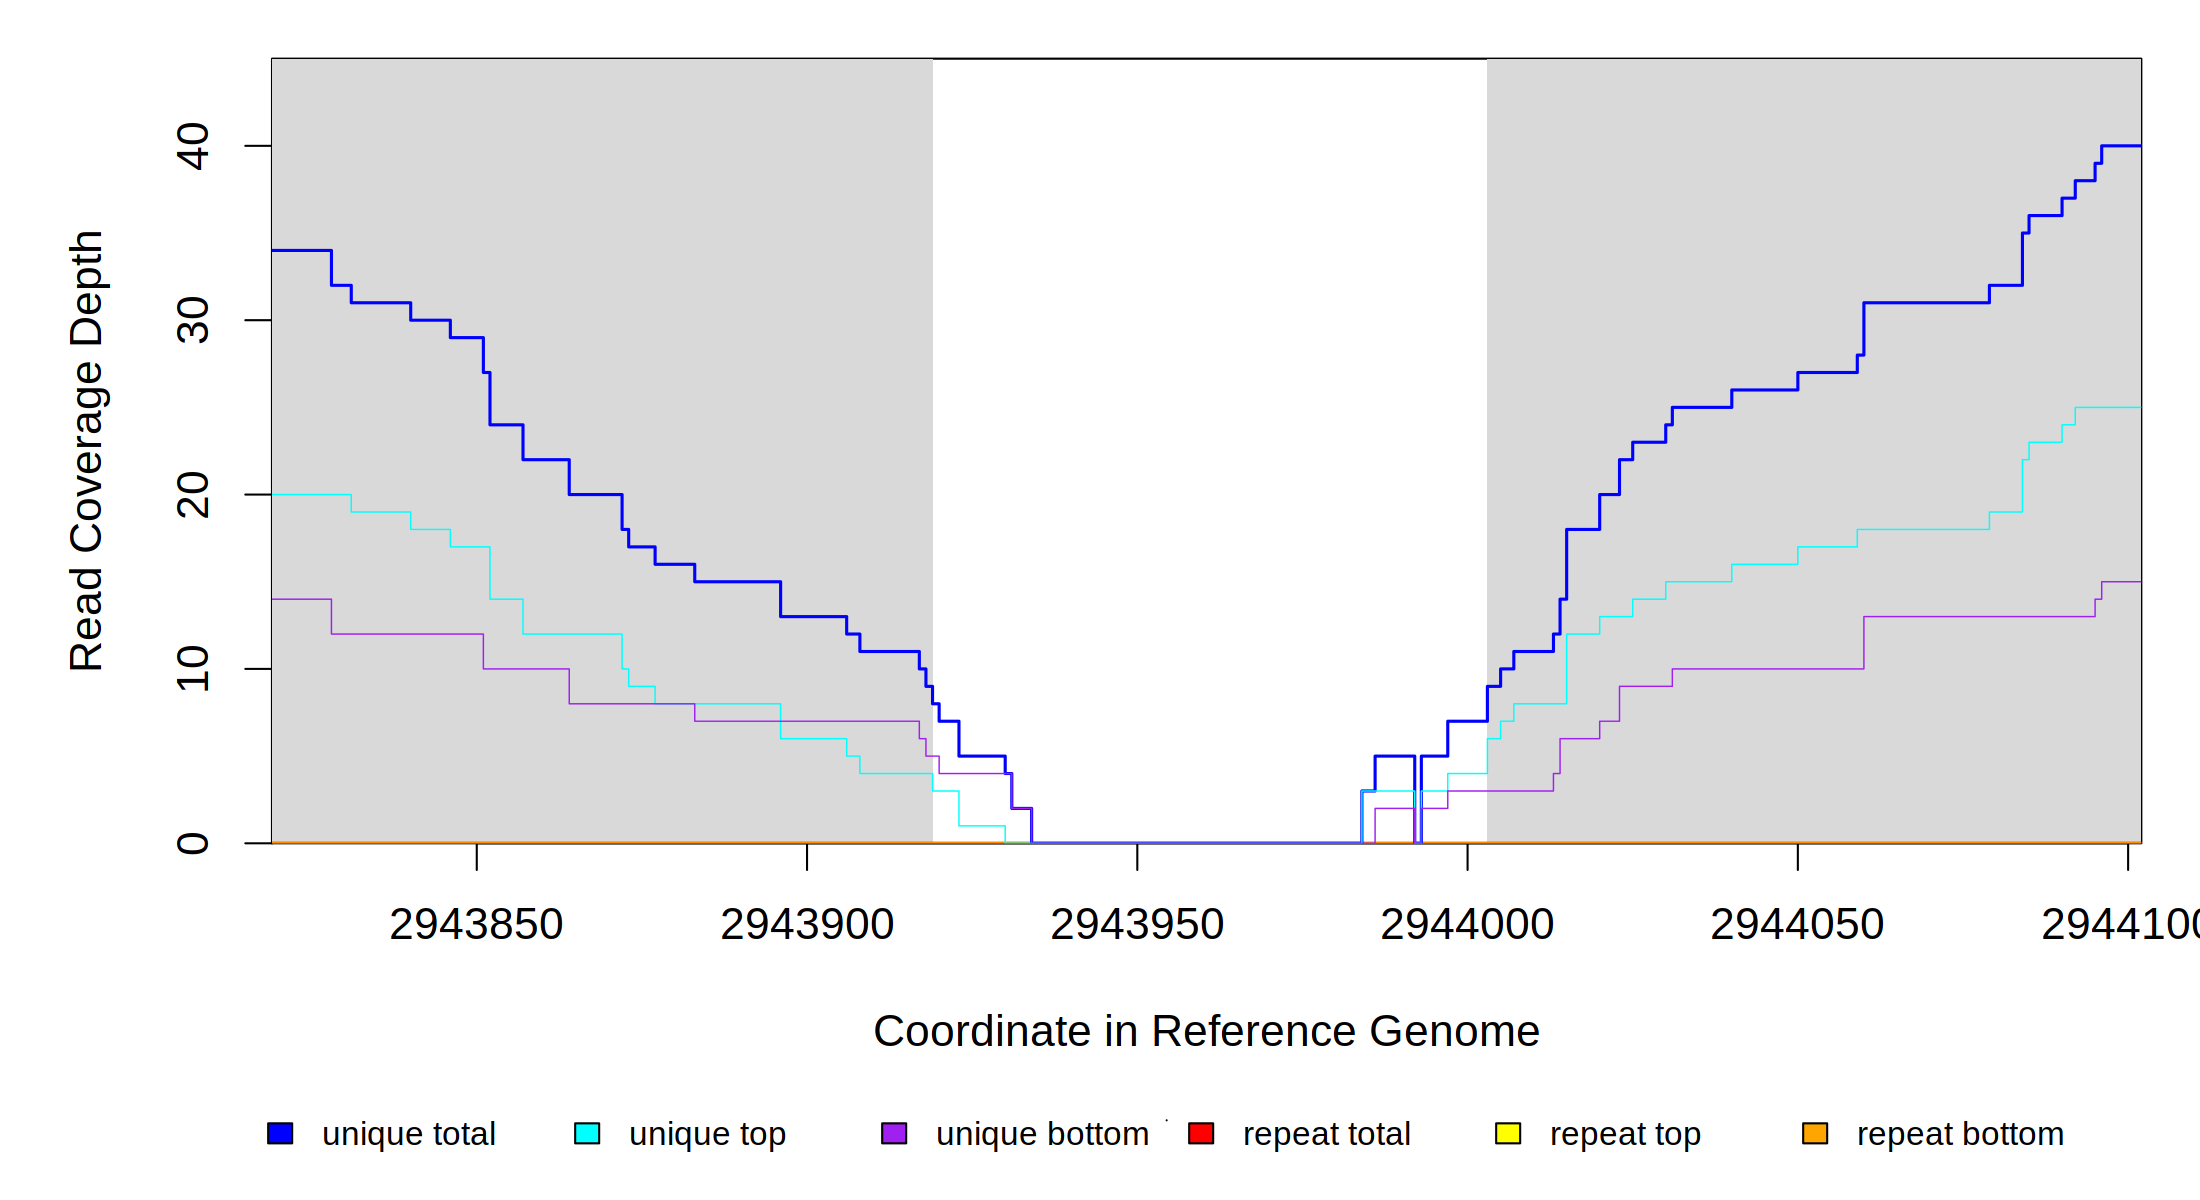 Read Coverage Depth
40
30
20
10
0
2943850 2943900 2943950 2944000 2944050 294410
Coordinate in Reference Genome
unique total unique top unique bottom repeat total repeat top repeat bottom